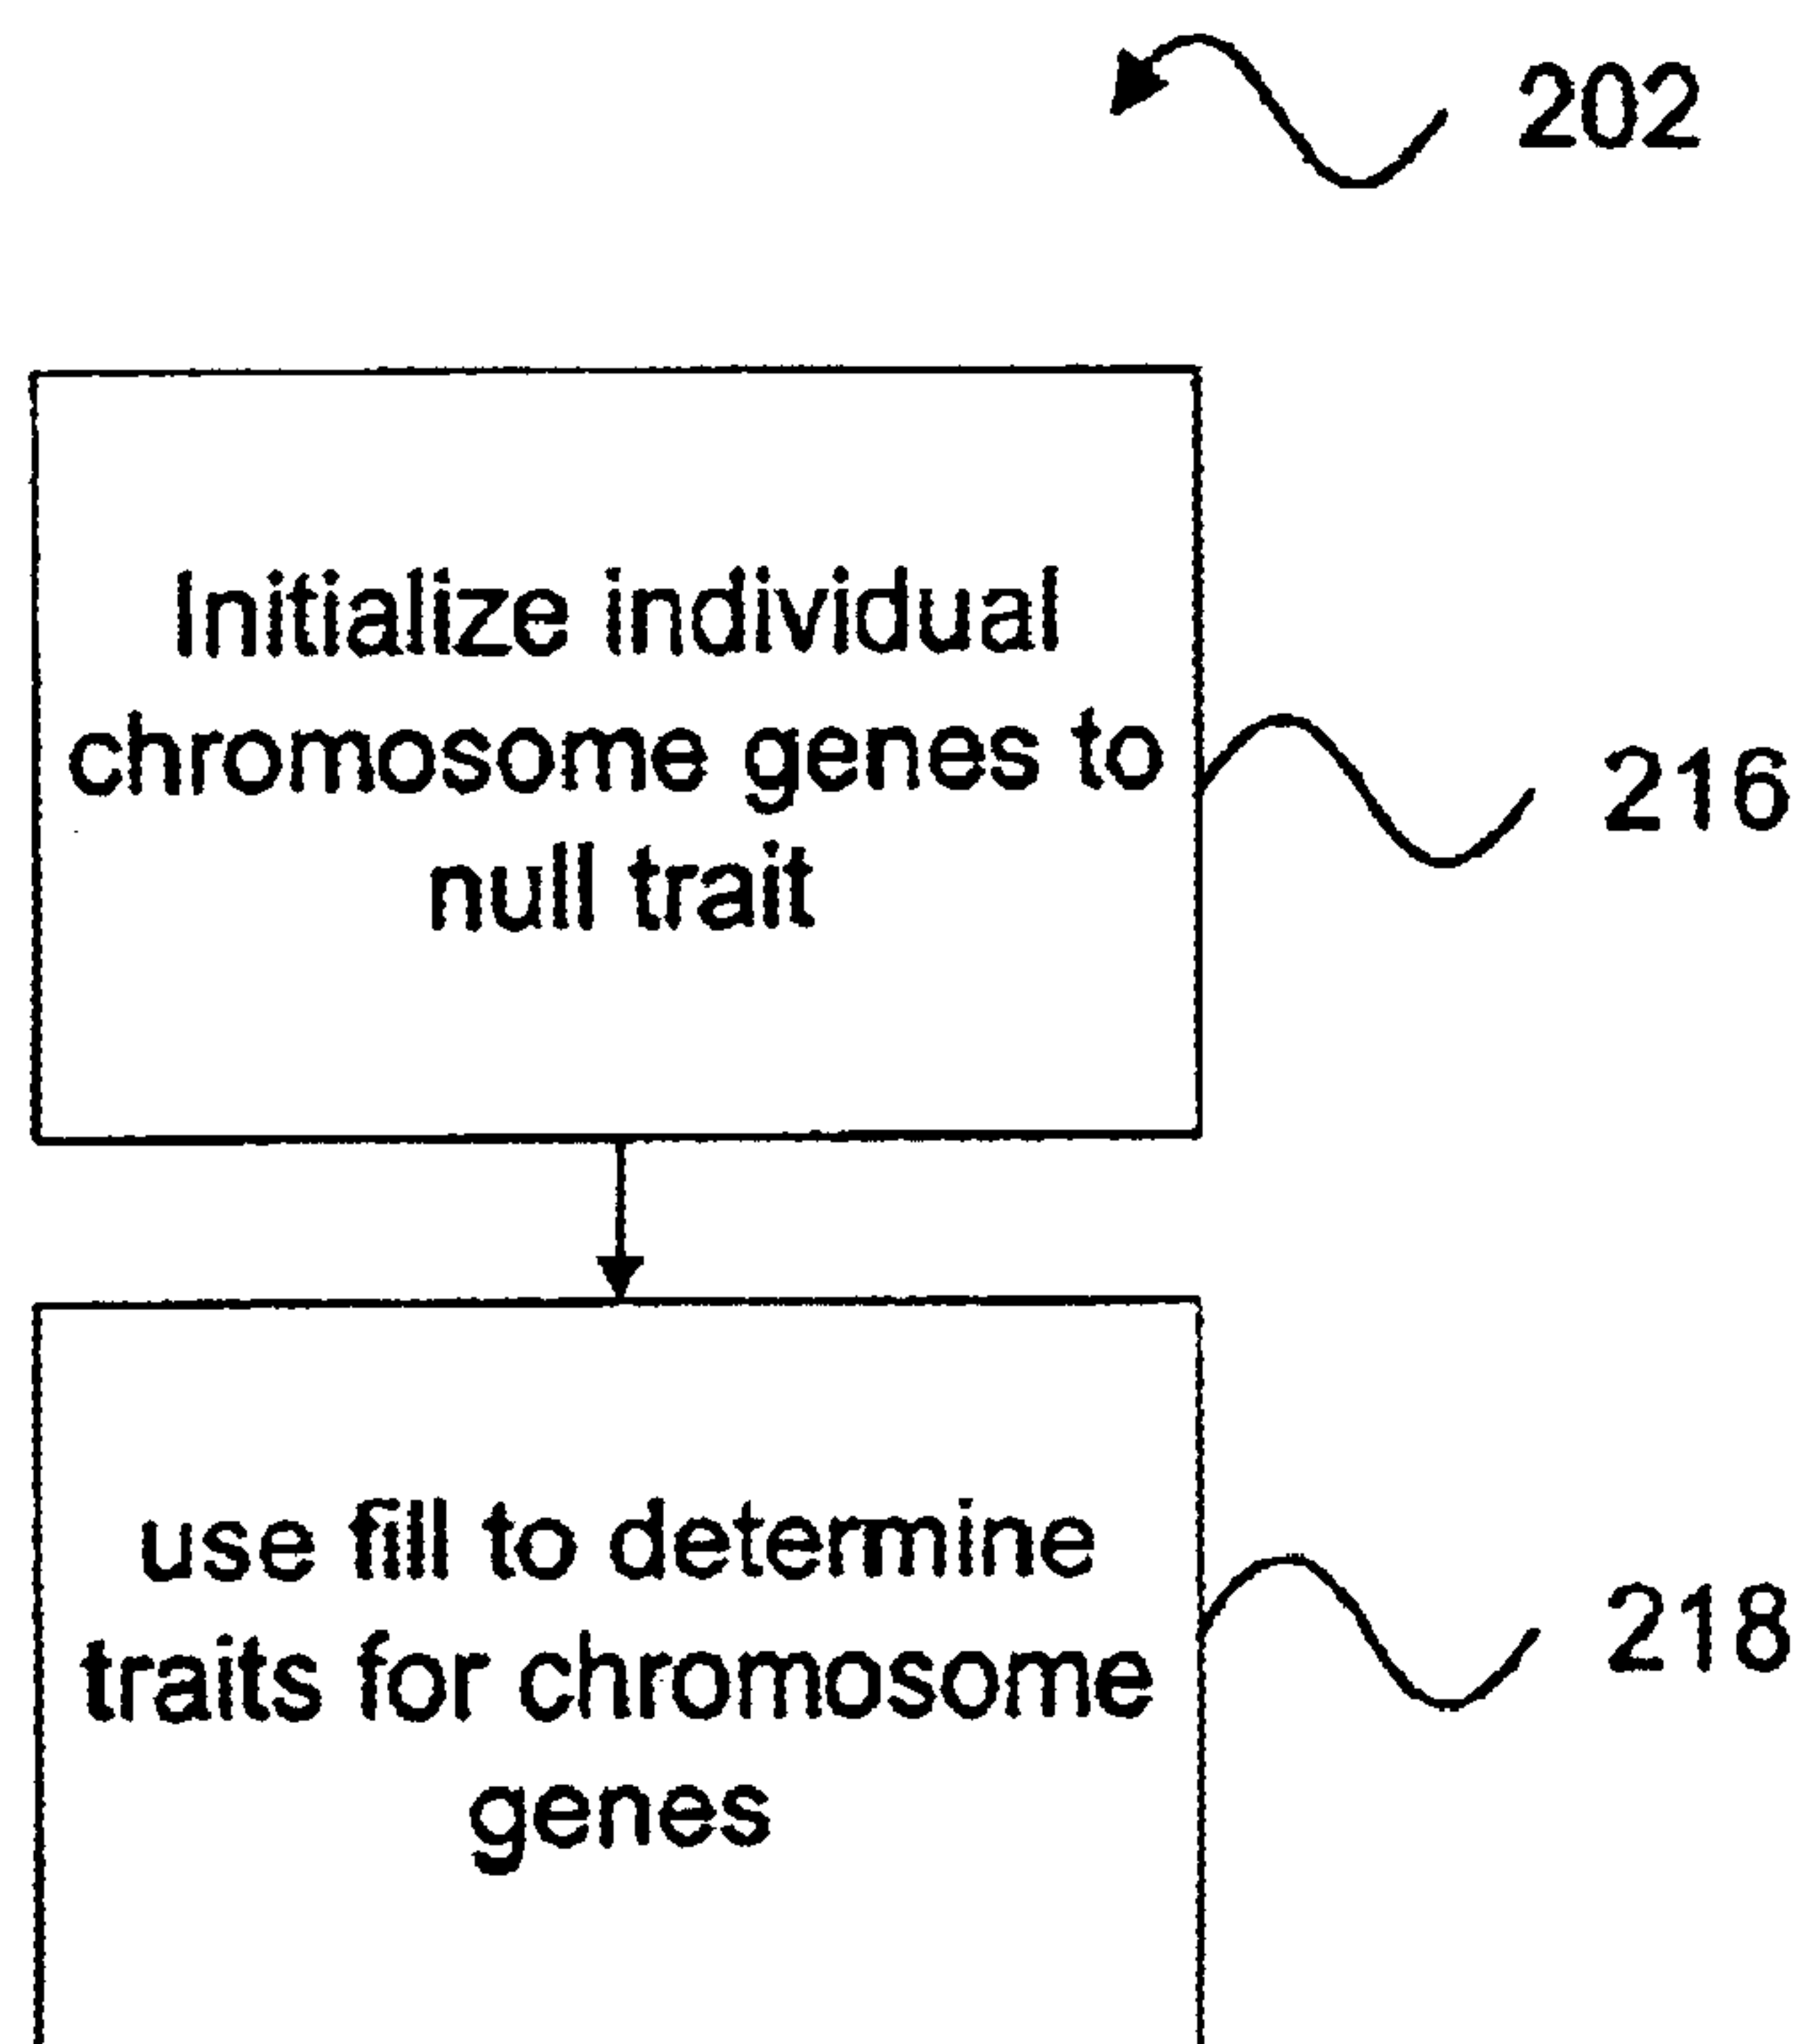 202
Initialize individual
chromosome genes to
null trait
216
use fill to determine
traits for chromosome
genes
218